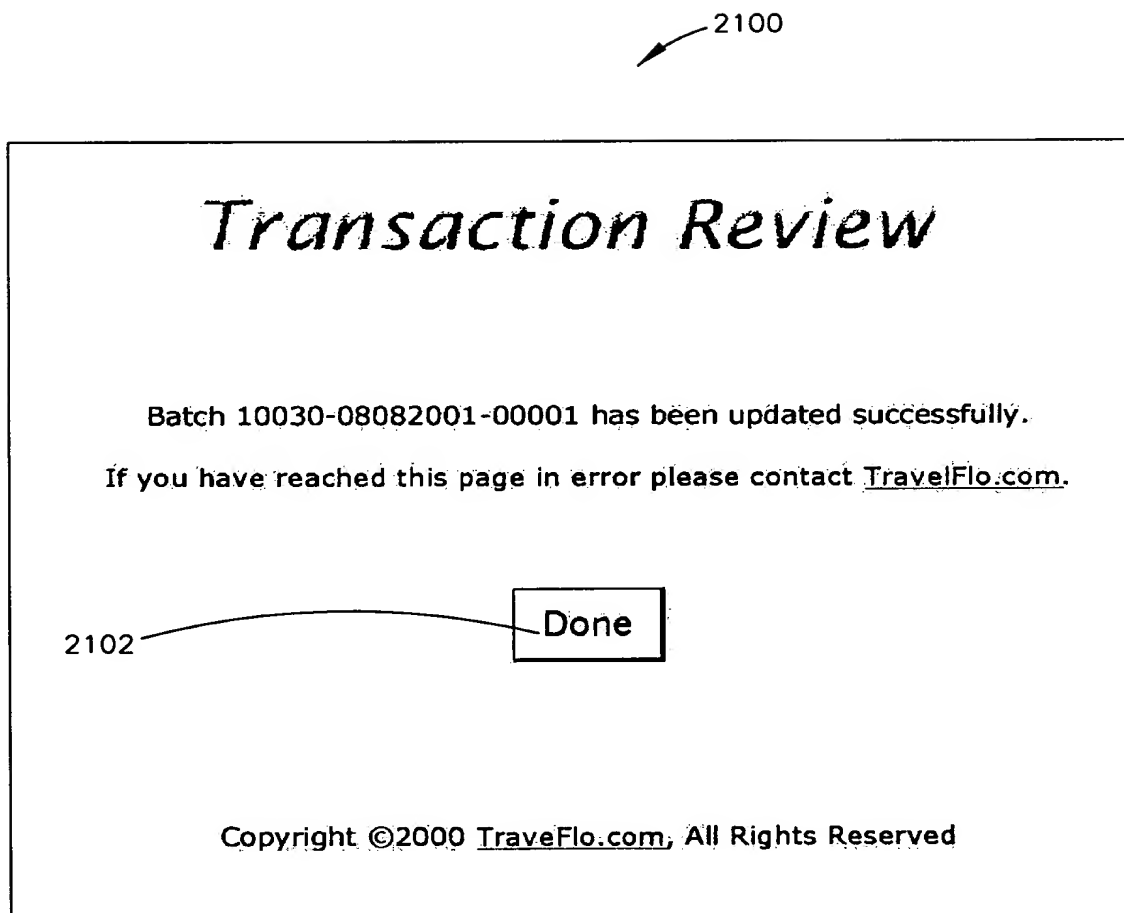 2100
Transaction Review
Batch 10030-08082001-00001 has been updated successfully.
If you have reached this page in error please contact TravelFlo.com.
Done
2102
Copyright ©2000 TraveFlo.com, All Rights Reserved